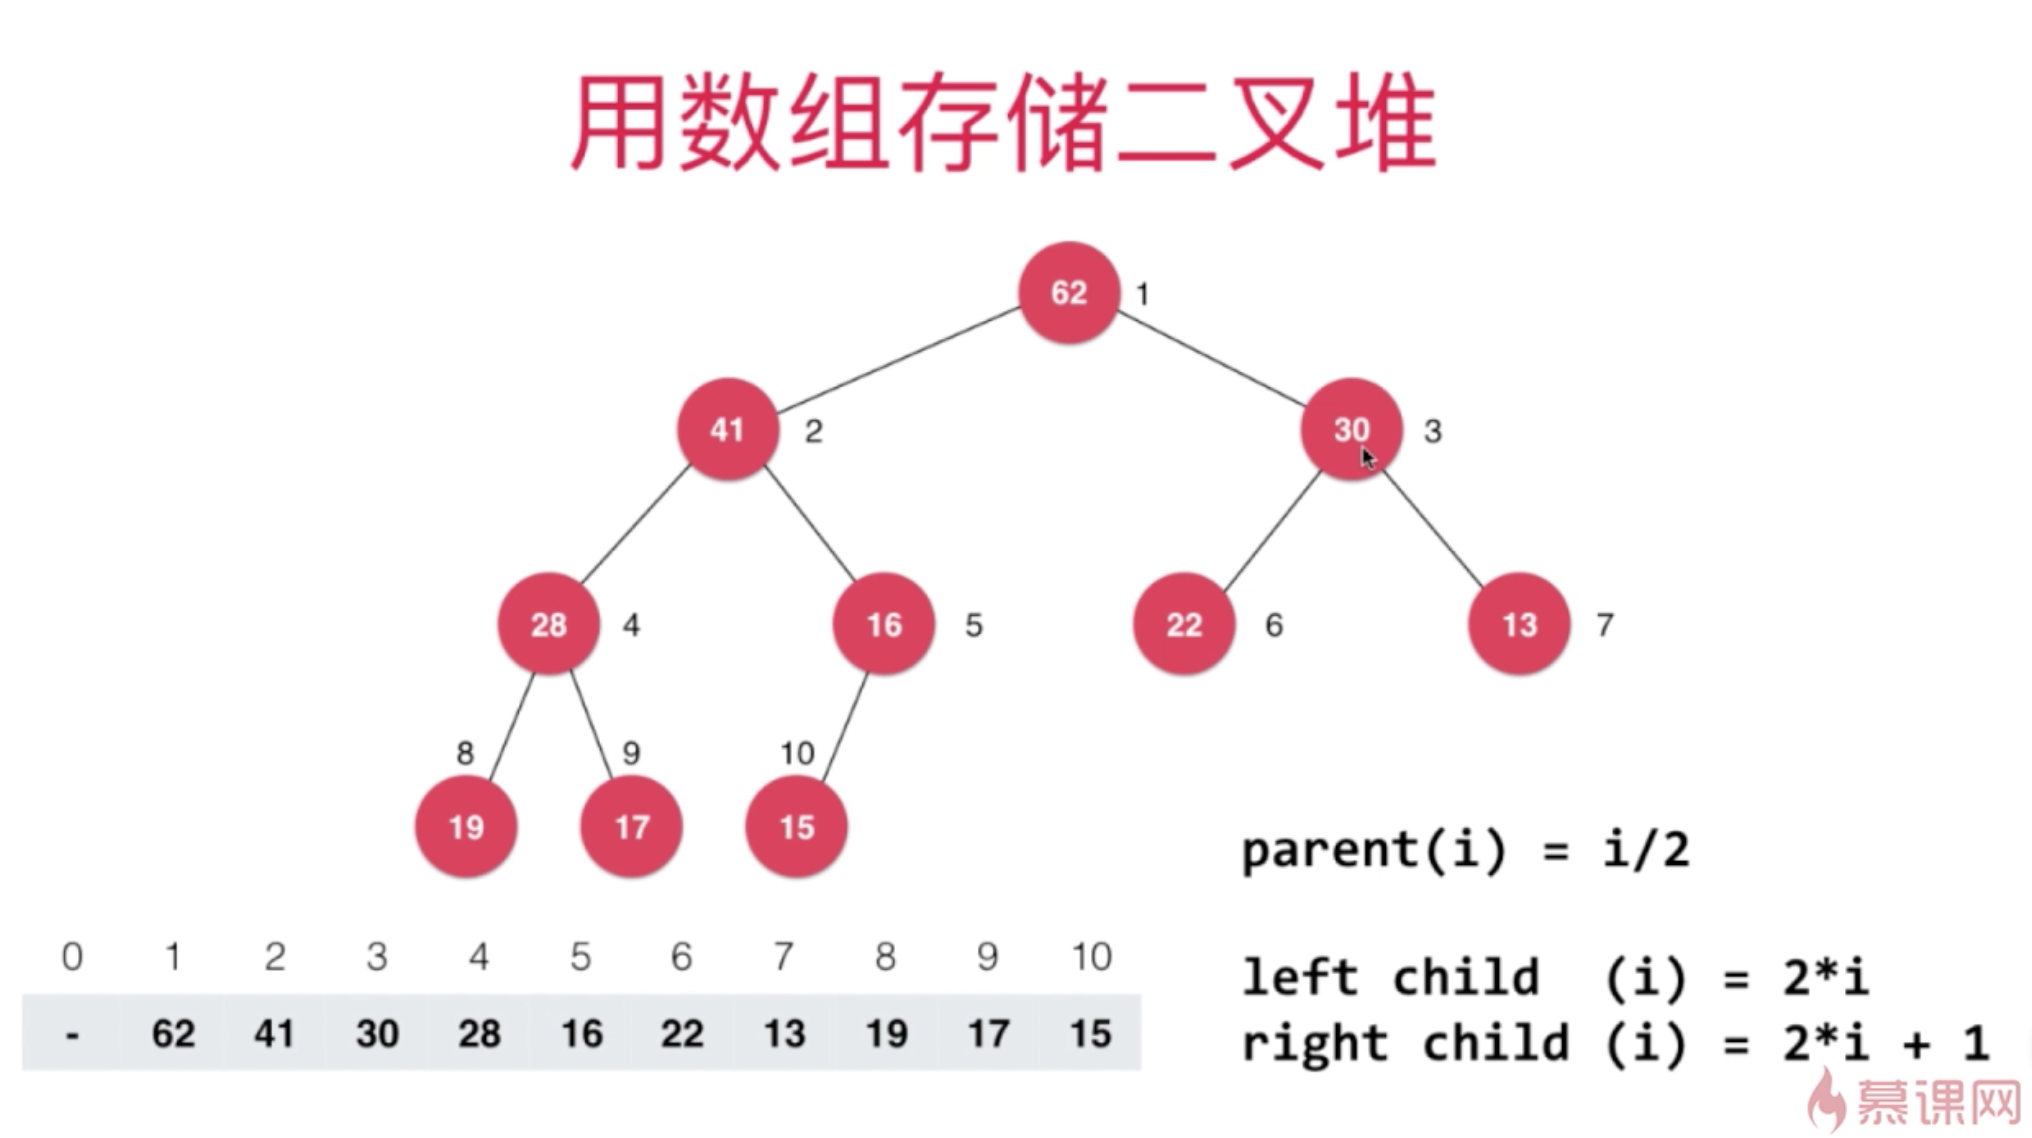 用数组存储二叉堆
62 1
41 2 30 3
28 4 16 5 22 6 13 7
8 9 10
19 17 15
parent(i) = i/2
0 1 2 3 4 5 6 7 8 9 10
- 62 41 30 28 16 22 13 19 17 15
left child (i) = 2*i
right child (i) = 2*i + 1
慕课网